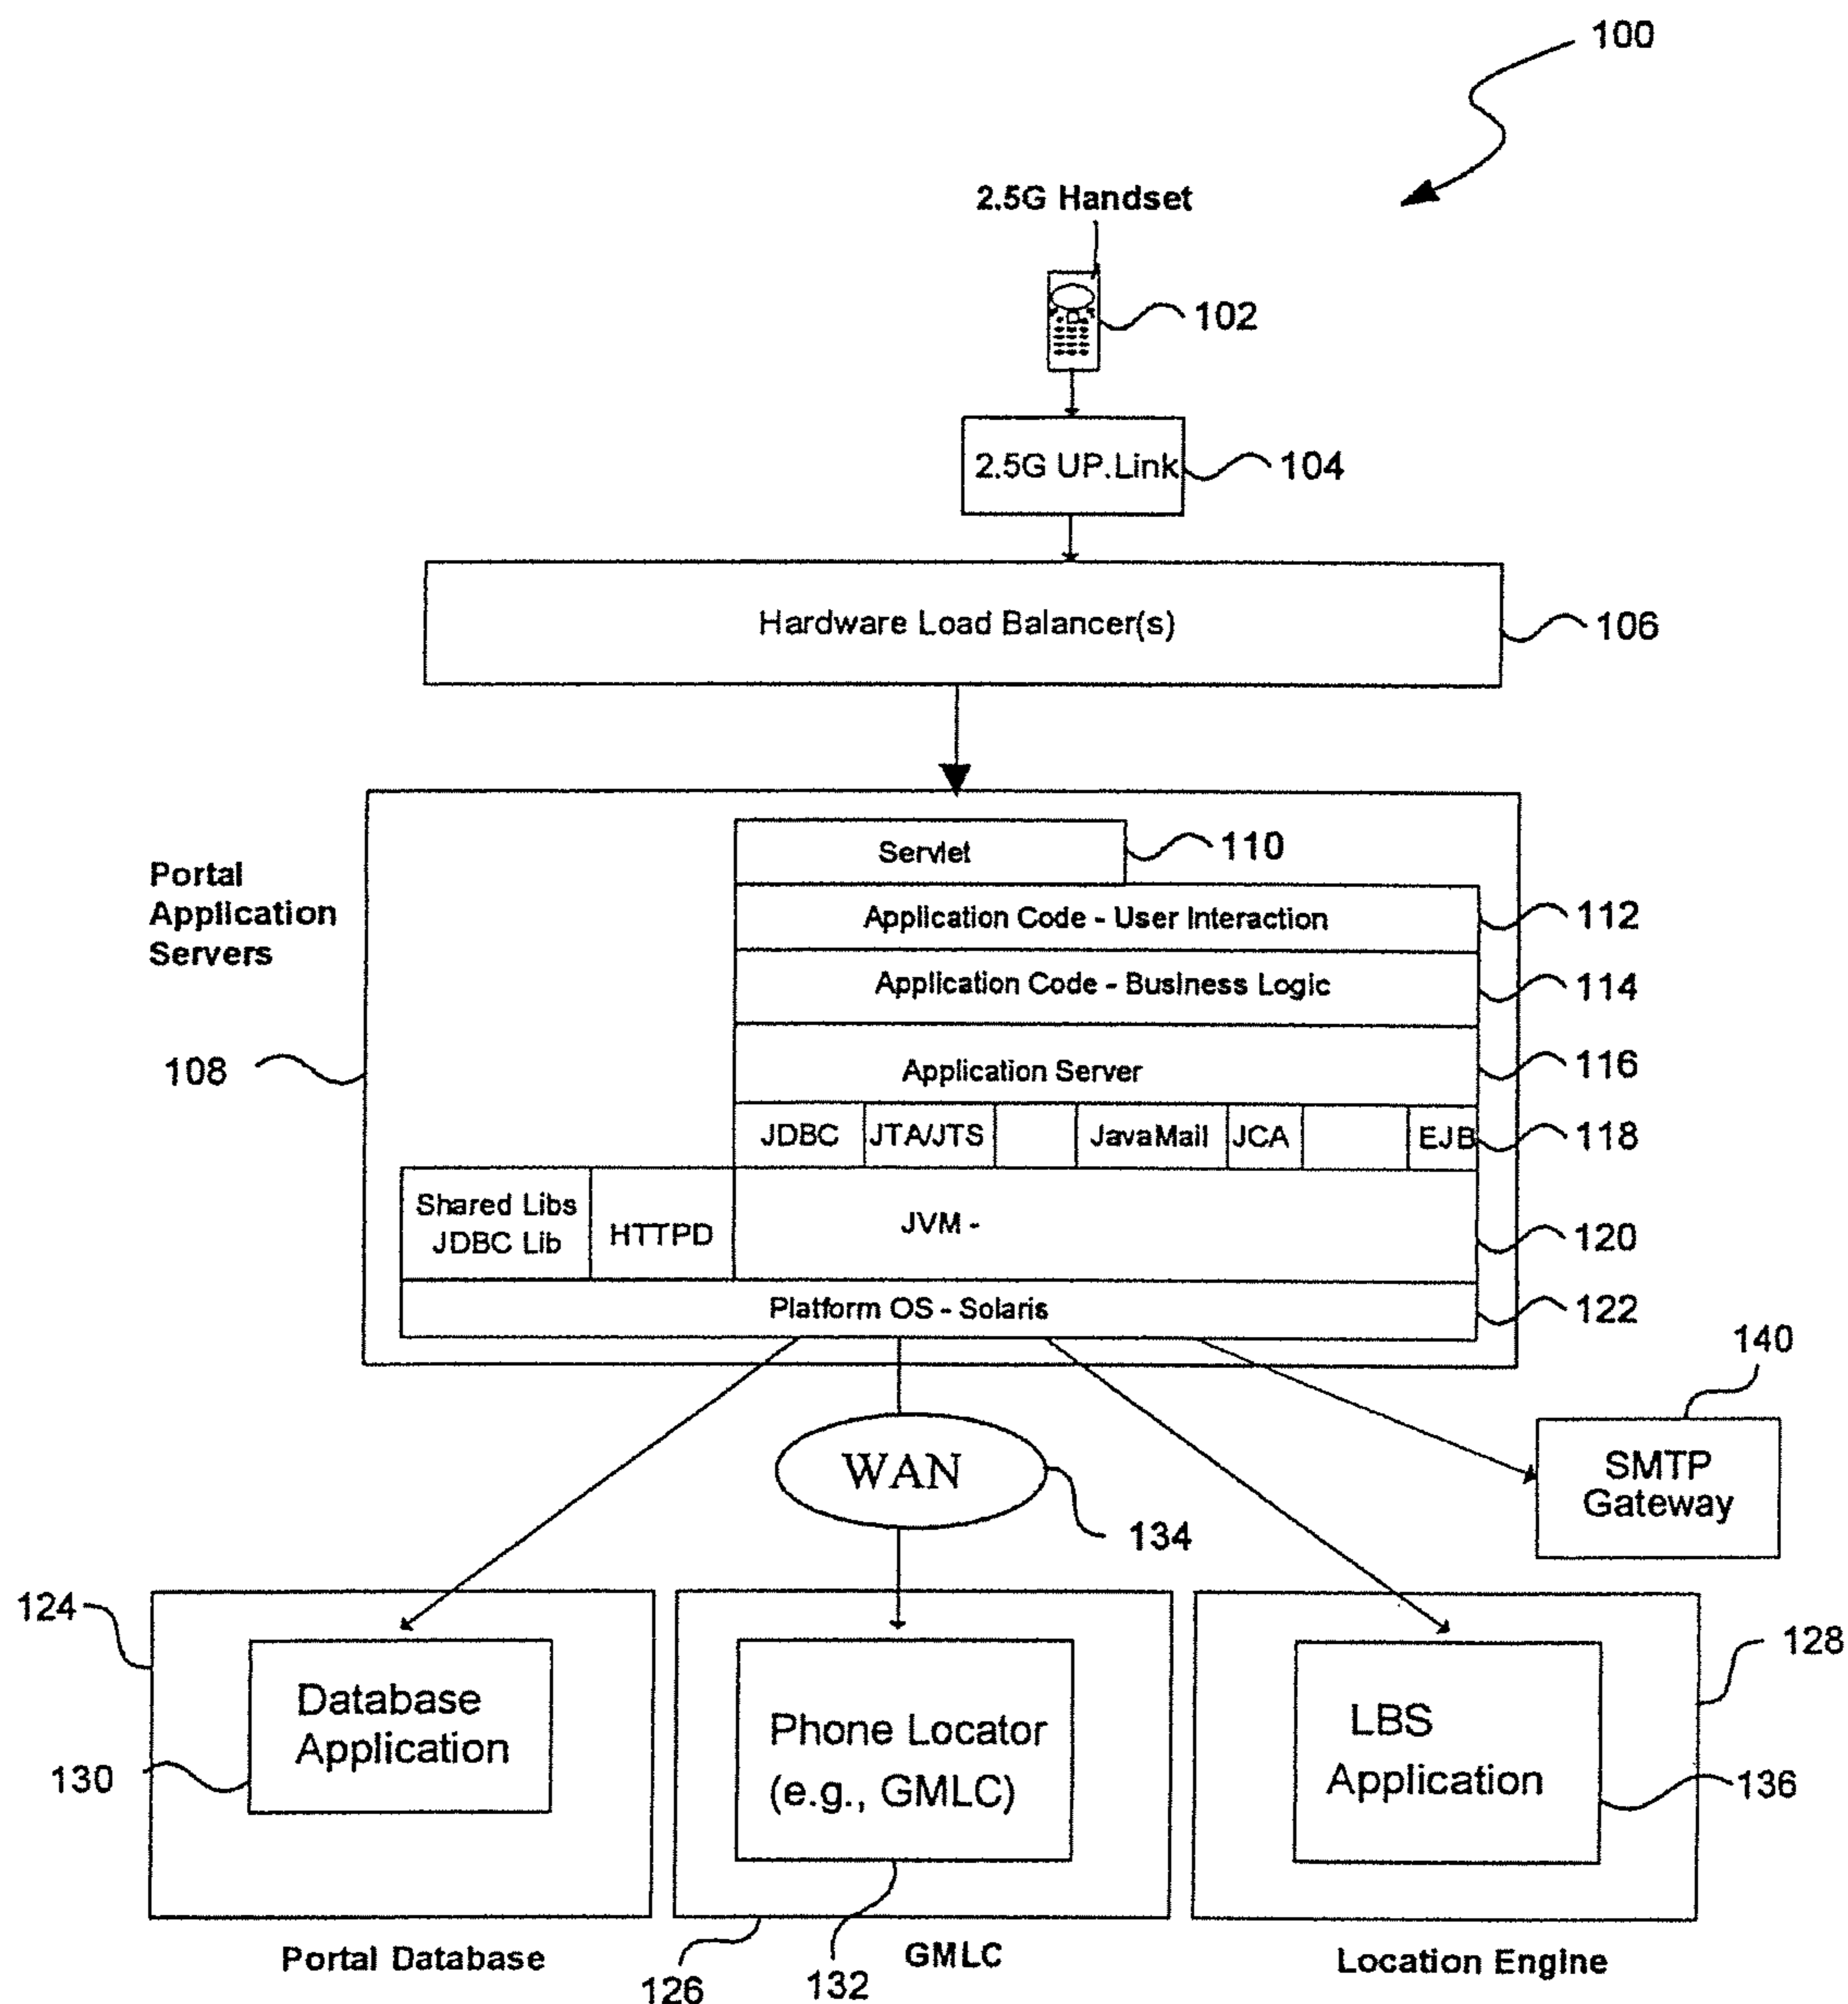 100
2.5G Handset
102
2.5G UP.Link
104
Hardware Load Balancer(s)
106
Portal
Application
Servers
108
Servlet
110
Application Code - User Interaction
112
Application Code - Business Logic
114
Application Server
116
JDBC
JTA/JTS
JavaMail
JCA
EJB
118
Shared Libs
JDBC Lib
HTTPD
JVM -
120
Platform OS - Solaris
122
140
SMTP
Gateway
WAN
134
124
Database
Application
130
Portal Database
Phone Locator
(e.g., GMLC)
126
132
GMLC
128
LBS
Application
136
Location Engine